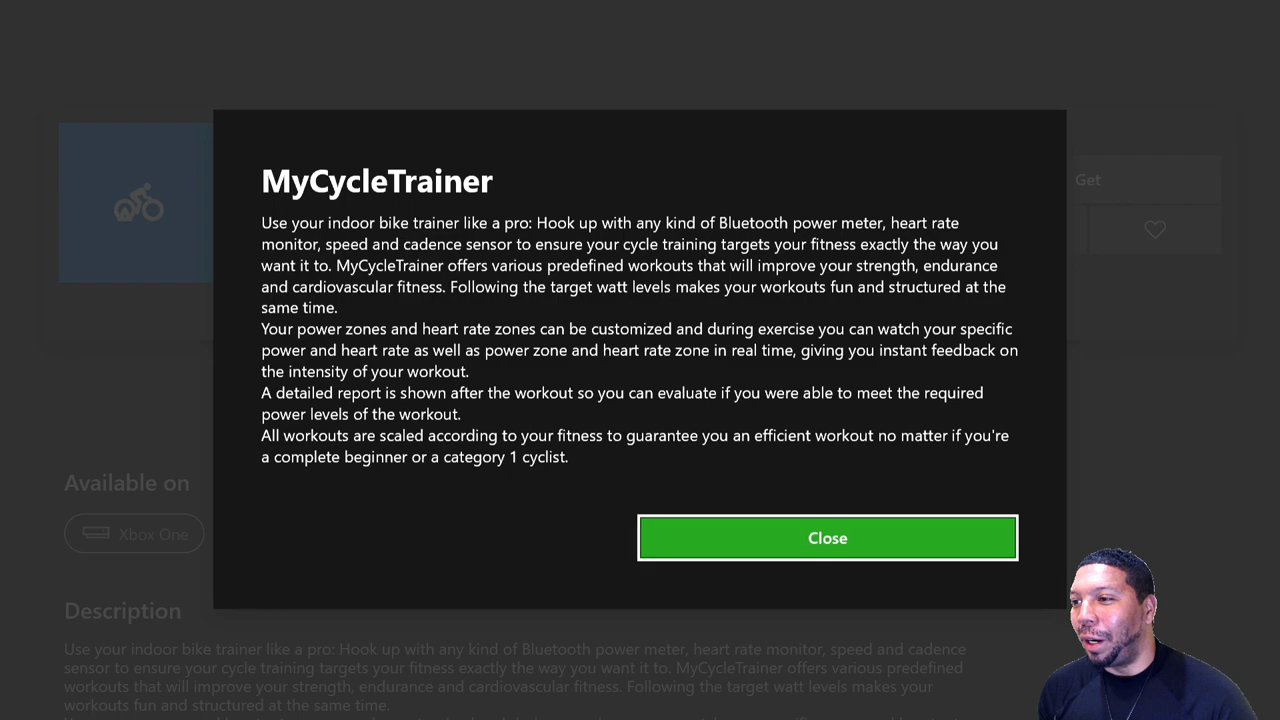 MyCycleTrainer
Use your indoor bike trainer like a pro: Hook up with any kind of Bluetooth power meter, heart rate
monitor, speed and cadence sensor to ensure your cycle training targets your fitness exactly the way you
want it to. MyCycleTrainer offers various predefined workouts that will improve your strength, endurance
and cardiovascular fitness. Following the target watt levels makes your workouts fun and structured at the
same time.
Your power zones and heart rate zones can be customized and during exercise you can watch your specific
power and heart rate as well as power zone and heart rate zone in real time, giving you instant feedback on
the intensity of your workout.
A detailed report is shown after the workout so you can evaluate if you were able to meet the required
power levels of the workout.
All workouts are scaled according to your fitness to guarantee you an efficient workout no matter if you're
a complete beginner or a category 1 cyclist.
Close
Get
Available on
Xbox One
Description
Use your indoor bike trainer like a pro: Hook up with any kind of Bluetooth power meter, heart rate monitor, speed and cadence
sensor to ensure your cycle training targets your fitness exactly the way you want it to. MyCycleTrainer offers various predefined
workouts that will improve your strength, endurance and cardiovascular fitness. Following the target watt levels makes your
workouts fun and structured at the same time.